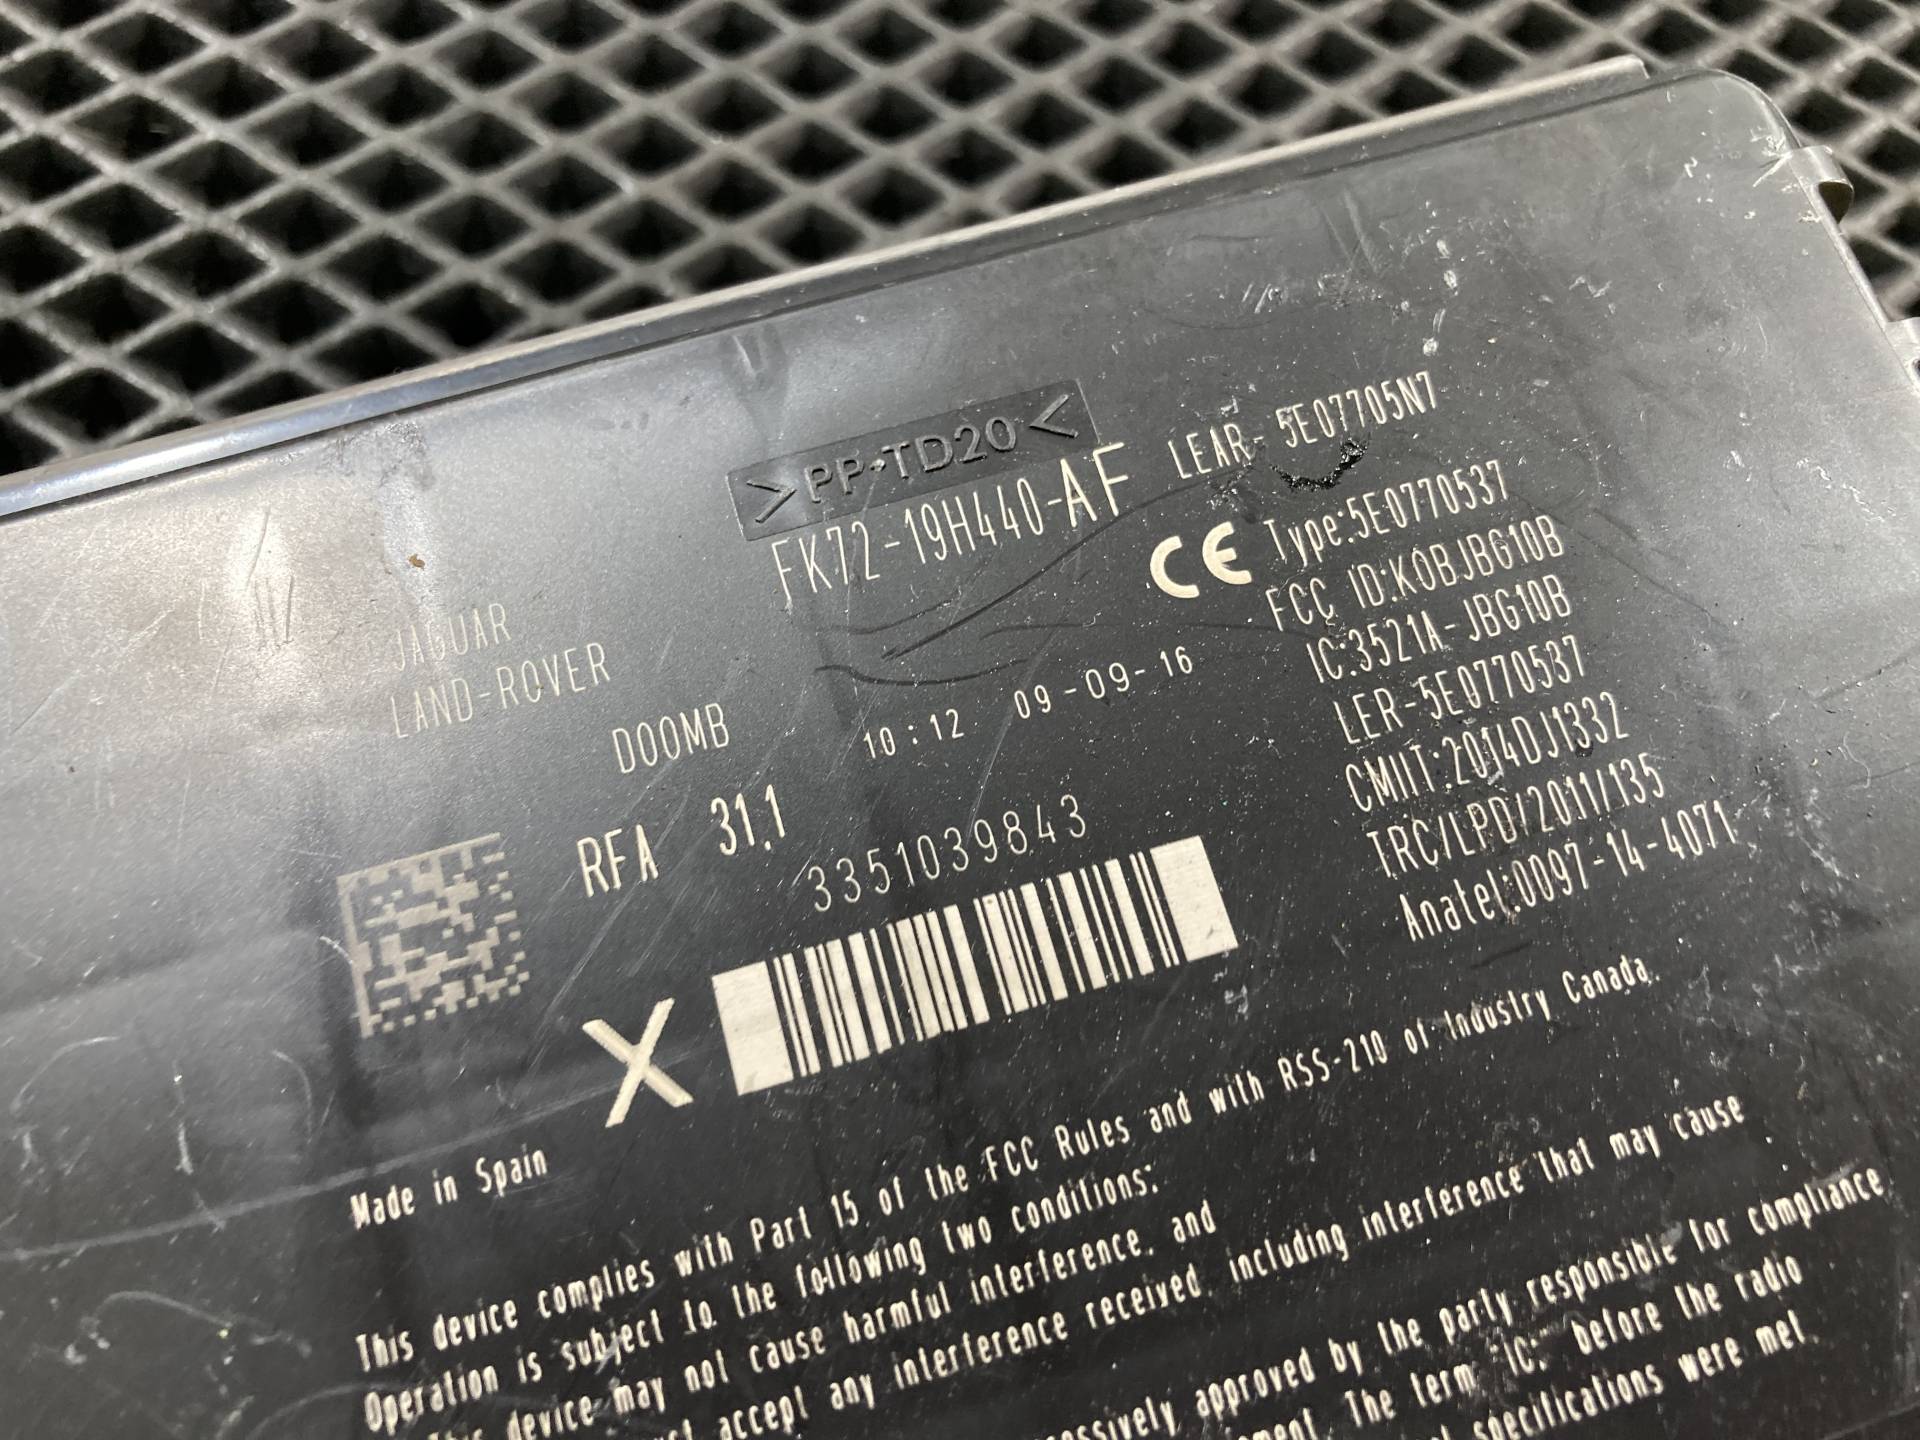 >PP-TD20<
FK72-19H440-AF
LEAR- 5E07705N7
JAGUAR
LAND-ROVER
D00MB
10:12 09-09-16
RFA 31.1
3351039843
X
CE
Type:5E0770537
FCC ID:KOBJBG10B
IC:3521A-JBG10B
LER-5E0770537
CMIIT:2014DJ1332
TRC/LPD/2011/135
Anatel:0097-14-4071
Made in Spain
This device complies with Part 15 of the FCC Rules and with RSS-210 of Industry Canada.
Operation is subject to the following two conditions:
This device may not cause harmful interference, and
accept any interference received, including interference that may cause
approved by the party responsible for compliance
The term "IC:" before the radio
specifications were met.